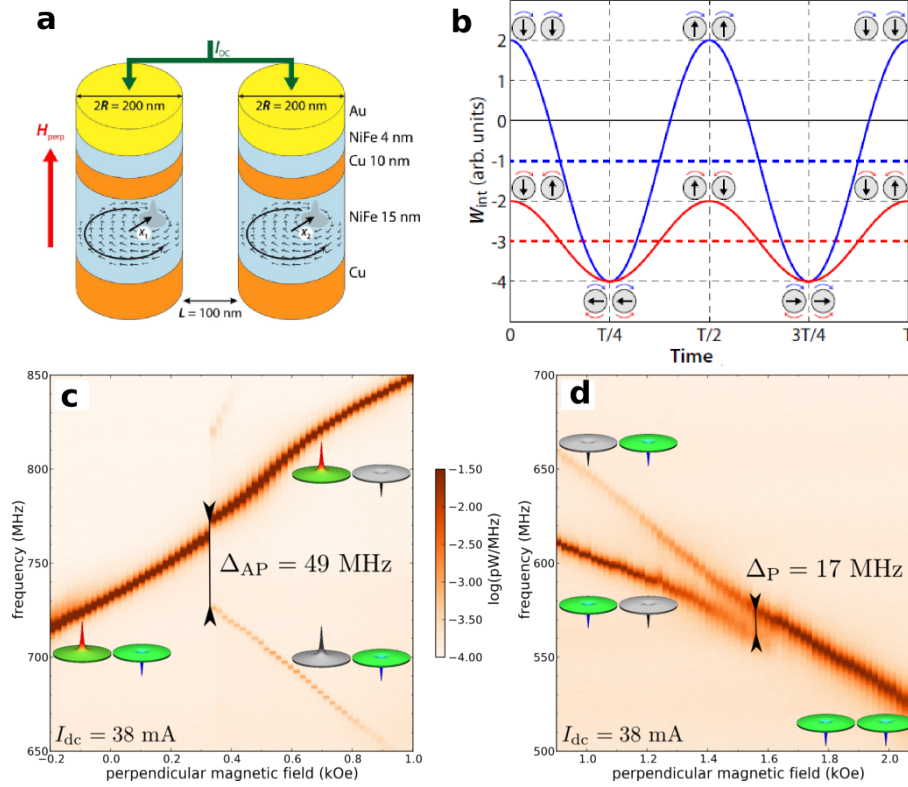 a
I_DC
2R = 200 nm
2R = 200 nm
H_perp
Au
NiFe 4 nm
Cu 10 nm
NiFe 15 nm
x_1
x_2
Cu
L = 100 nm
b
W_int (arb. units)
2
1
0
-1
-2
-3
-4
0
T/4
T/2
3T/4
T
Time
c
frequency (MHz)
850
800
750
700
650
Δ_AP = 49 MHz
I_dc = 38 mA
−0.2
0.0
0.2
0.4
0.6
0.8
1.0
perpendicular magnetic field (kOe)
−1.50
−2.00
−2.50
−3.00
−3.50
−4.00
log(pW/MHz)
d
frequency (MHz)
700
650
600
550
500
Δ_P = 17 MHz
I_dc = 38 mA
1.0
1.2
1.4
1.6
1.8
2.0
perpendicular magnetic field (kOe)